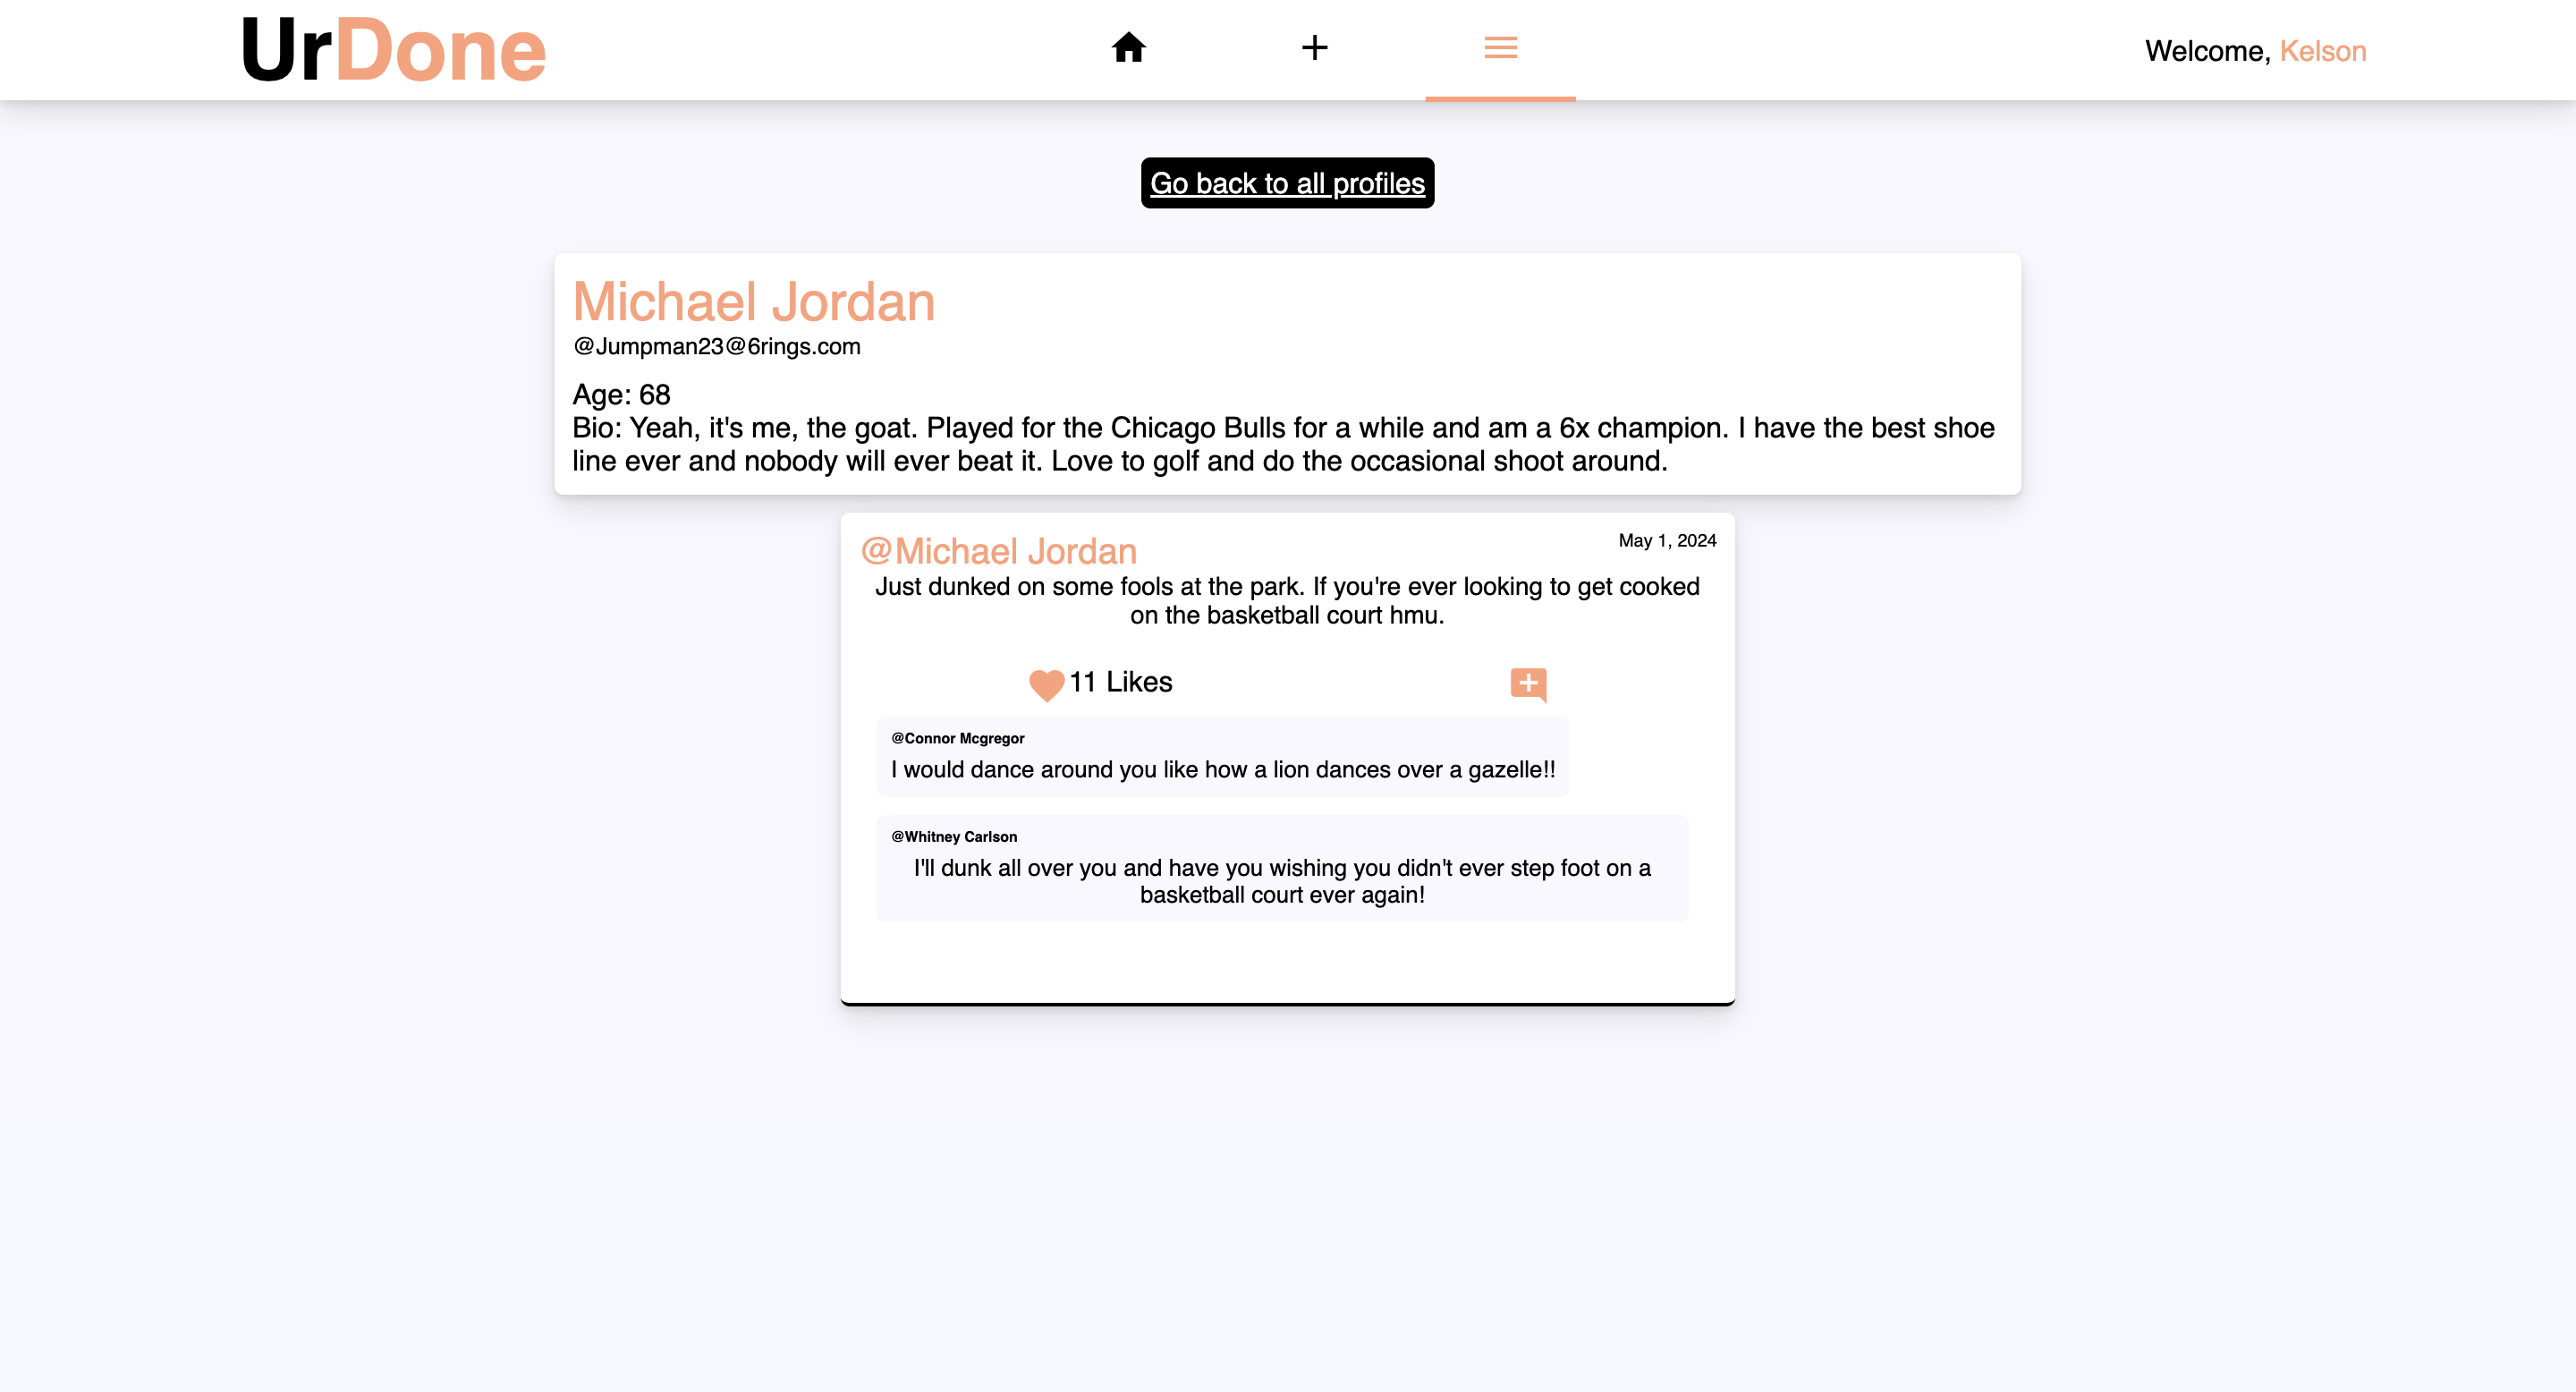 UrDone
Welcome, Kelson
Go back to all profiles
Michael Jordan
@Jumpman23@6rings.com
Age: 68
Bio: Yeah, it's me, the goat. Played for the Chicago Bulls for a while and am a 6x champion. I have the best shoe
line ever and nobody will ever beat it. Love to golf and do the occasional shoot around.
@Michael Jordan
May 1, 2024
Just dunked on some fools at the park. If you're ever looking to get cooked
on the basketball court hmu.
11 Likes
@Connor Mcgregor
I would dance around you like how a lion dances over a gazelle!!
@Whitney Carlson
I'll dunk all over you and have you wishing you didn't ever step foot on a
basketball court ever again!